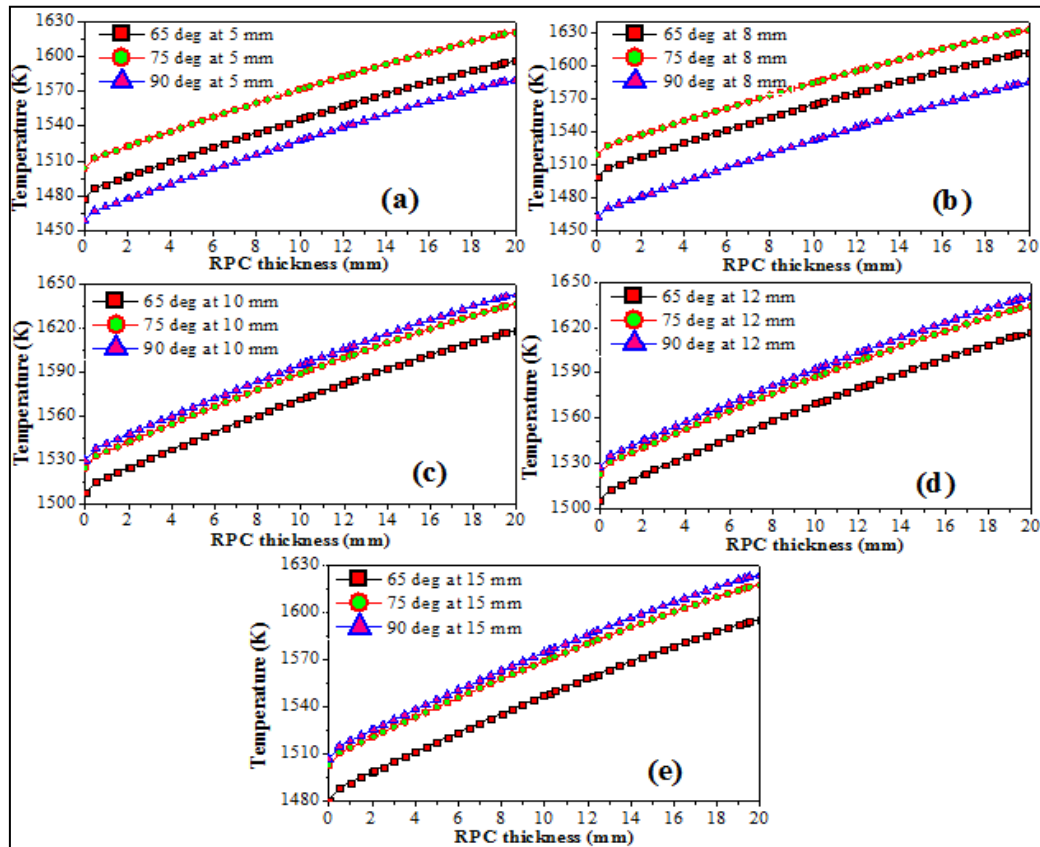 1630
1600
1570
1540
1510
1480
1450
Temperature (K)
65 deg at 5 mm
75 deg at 5 mm
90 deg at 5 mm
(a)
0 2 4 6 8 10 12 14 16 18 20
RPC thickness (mm)
1630
1600
1570
1540
1510
1480
1450
Temperature (K)
65 deg at 8 mm
75 deg at 8 mm
90 deg at 8 mm
(b)
0 2 4 6 8 10 12 14 16 18 20
RPC thickness (mm)
1650
1620
1590
1560
1530
1500
Temperature (K)
65 deg at 10 mm
75 deg at 10 mm
90 deg at 10 mm
(c)
0 2 4 6 8 10 12 14 16 18 20
RPC thickness (mm)
1650
1620
1590
1560
1530
1500
Temperature (K)
65 deg at 12 mm
75 deg at 12 mm
90 deg at 12 mm
(d)
0 2 4 6 8 10 12 14 16 18 20
RPC thickness (mm)
1630
1600
1570
1540
1510
1480
Temperature (K)
65 deg at 15 mm
75 deg at 15 mm
90 deg at 15 mm
(e)
0 2 4 6 8 10 12 14 16 18 20
RPC thickness (mm)